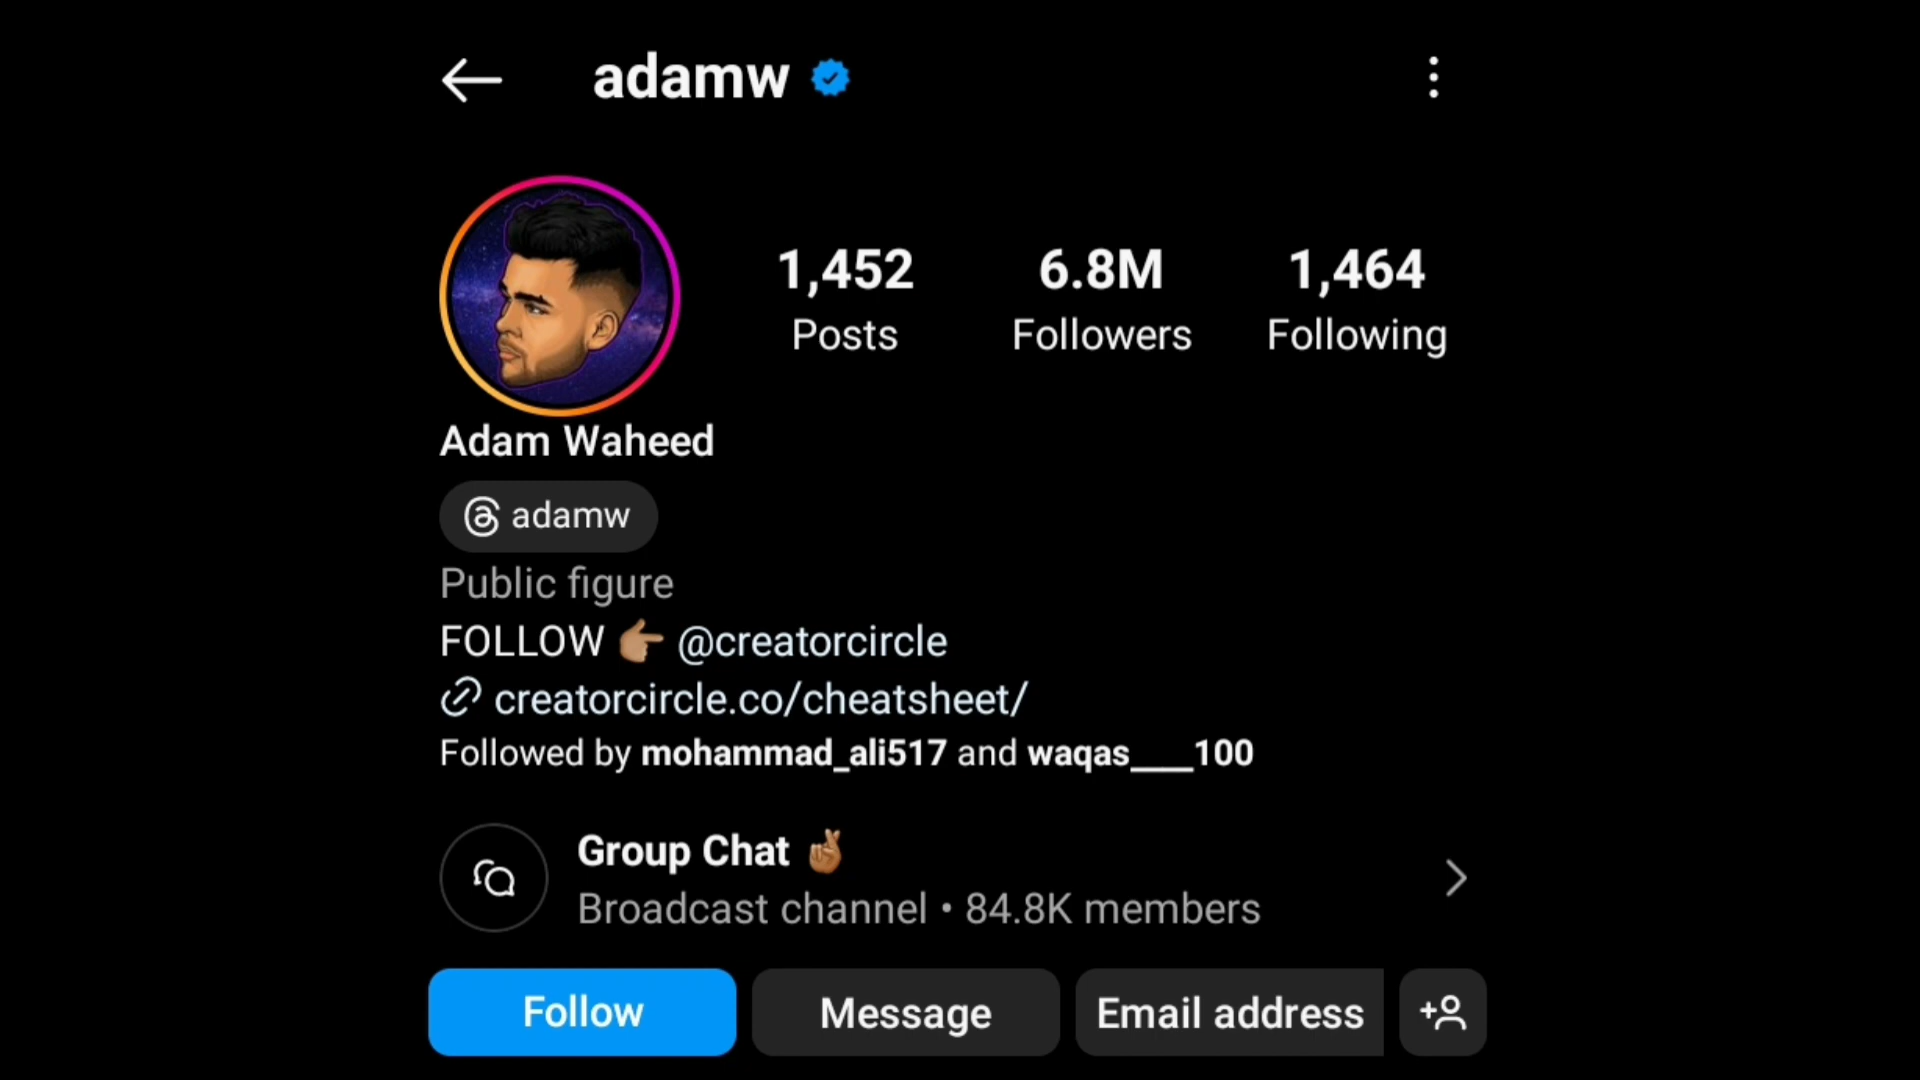 adamw
1,452 6.8M 1,464
Posts Followers Following
Adam Waheed
adamw
Public figure
FOLLOW 👉🏽 @creatorcircle
creatorcircle.co/cheatsheet/
Followed by mohammad_ali517 and waqas____100
Group Chat 🤞🏽
Broadcast channel • 84.8K members
Follow Message Email address